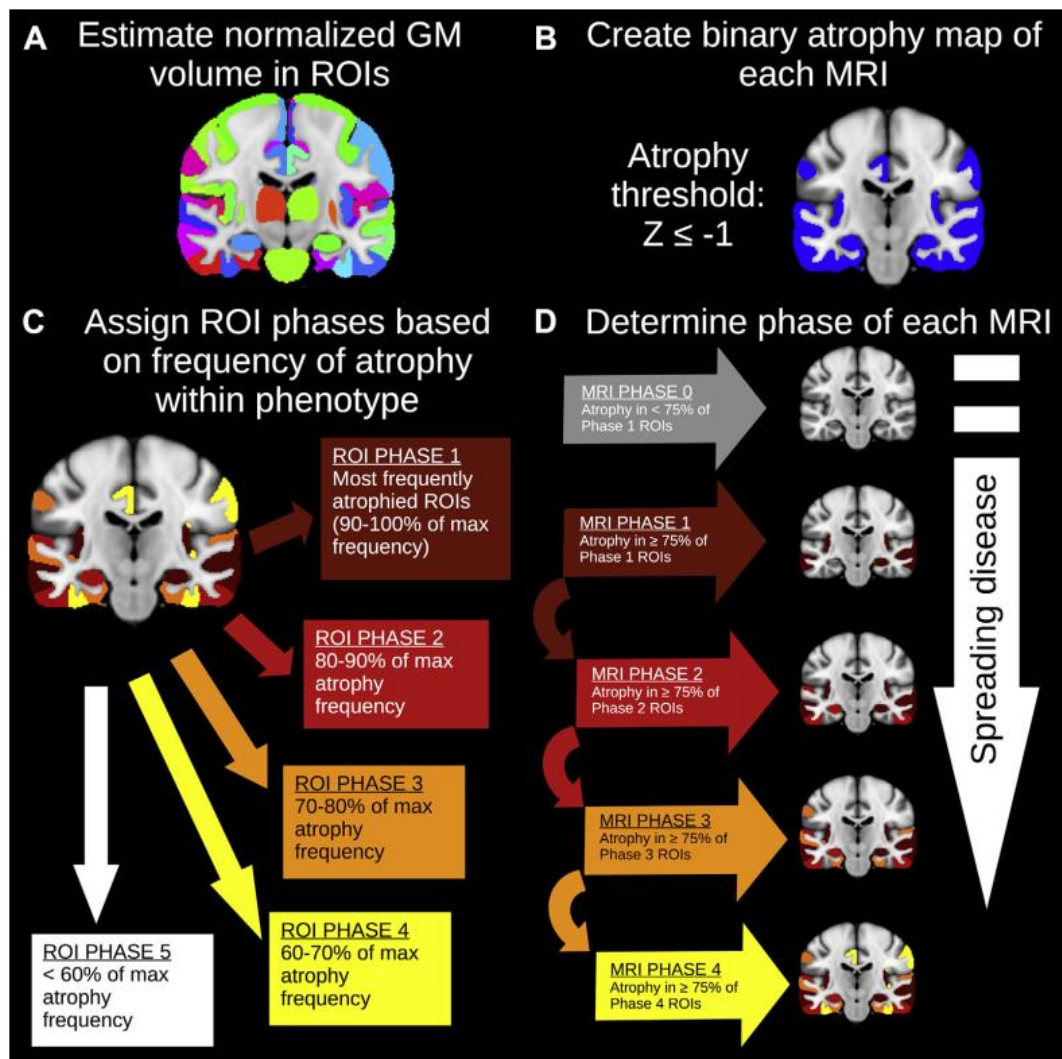 A Estimate normalized GM
volume in ROIs
B Create binary atrophy map of
each MRI
Atrophy
threshold:
Z ≤ -1
C Assign ROI phases based
on frequency of atrophy
within phenotype
ROI PHASE 1
Most frequently
atrophied ROIs
(90-100% of max
frequency)
ROI PHASE 2
80-90% of max
atrophy
frequency
ROI PHASE 3
70-80% of max
atrophy
frequency
ROI PHASE 4
60-70% of max
atrophy
frequency
ROI PHASE 5
< 60% of max
atrophy
frequency
D Determine phase of each MRI
MRI PHASE 0
Atrophy in < 75% of
Phase 1 ROIs
MRI PHASE 1
Atrophy in ≥ 75% of
Phase 1 ROIs
MRI PHASE 2
Atrophy in ≥ 75% of
Phase 2 ROIs
MRI PHASE 3
Atrophy in ≥ 75% of
Phase 3 ROIs
MRI PHASE 4
Atrophy in ≥ 75% of
Phase 4 ROIs
Spreading disease